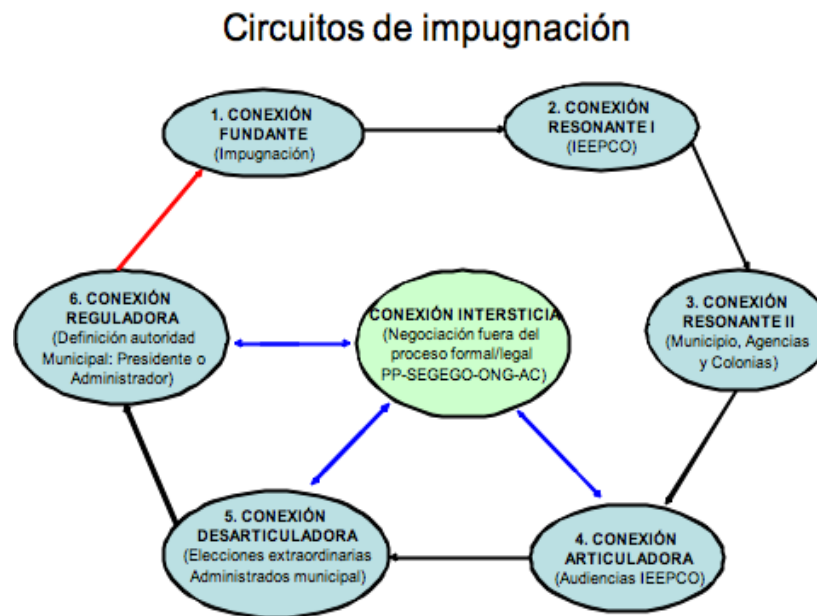 Circuitos de impugnación
1. CONEXIÓN
FUNDANTE
(Impugnación)
2. CONEXIÓN
RESONANTE I
(IEEPCO)
3. CONEXIÓN
RESONANTE II
(Municipio, Agencias
y Colonias)
4. CONEXIÓN
ARTICULADORA
(Audiencias IEEPCO)
5. CONEXIÓN
DESARTICULADORA
(Elecciones extraordinarias
Administrados municipal)
6. CONEXIÓN
REGULADORA
(Definición autoridad
Municipal: Presidente o
Administrador)
CONEXIÓN INTERSTICIA
(Negociación fuera del
proceso formal/legal
PP-SEGEGO-ONG-AC)